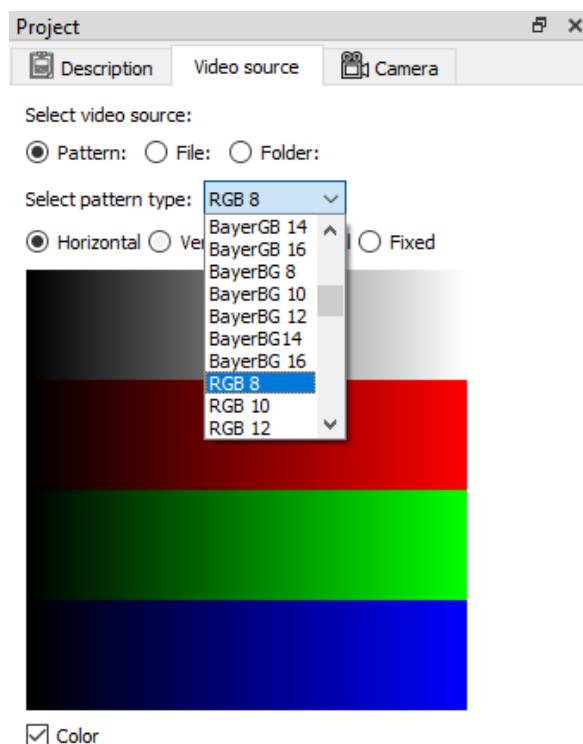 Project
Description Video source Camera
Select video source:
Pattern: File: Folder:
Select pattern type: RGB 8
BayerGB 14
Horizontal Fixed
BayerGB 16
BayerBG 8
BayerBG 10
BayerBG 12
BayerBG14
BayerBG 16
RGB 8
RGB 10
RGB 12
Color